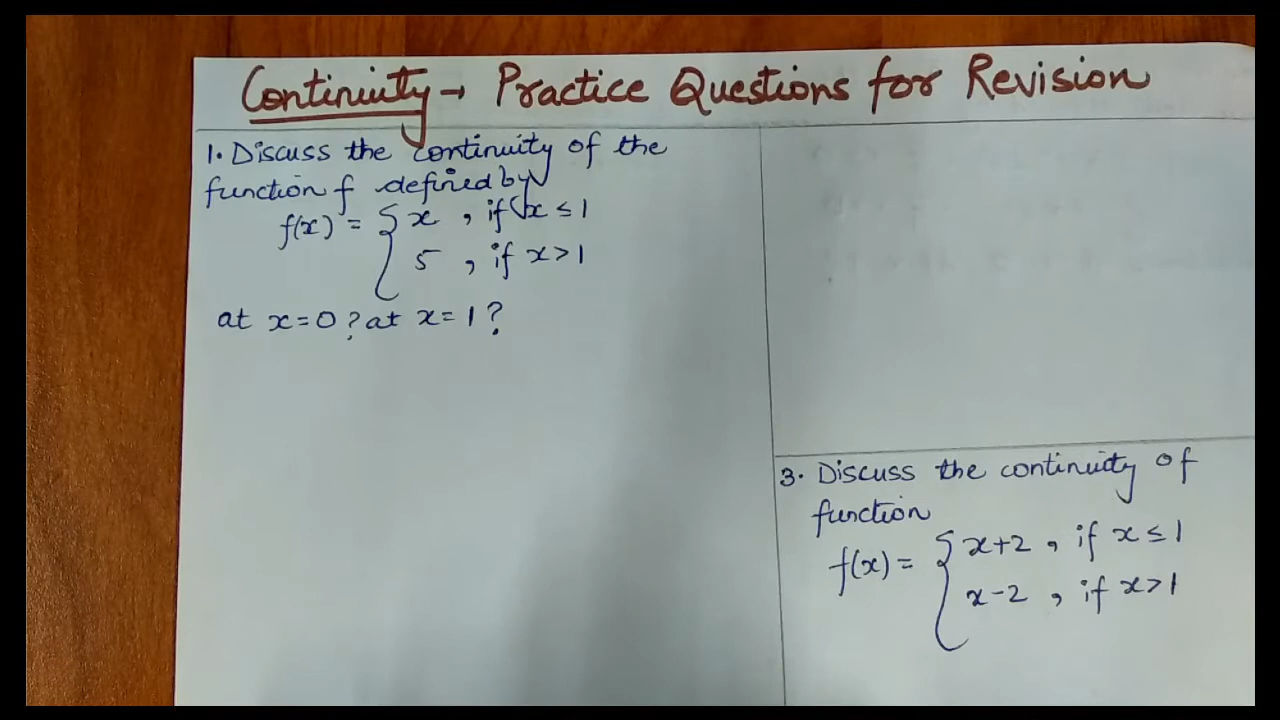 Continuity → Practice Questions for Revision
1. Discuss the continuity of the
function f defined by
f(x) = { x , if x ≤ 1
5 , if x > 1
at x = 0 ? at x = 1 ?
3. Discuss the continuity of
function
f(x) = { x+2 , if x ≤ 1
x-2 , if x > 1